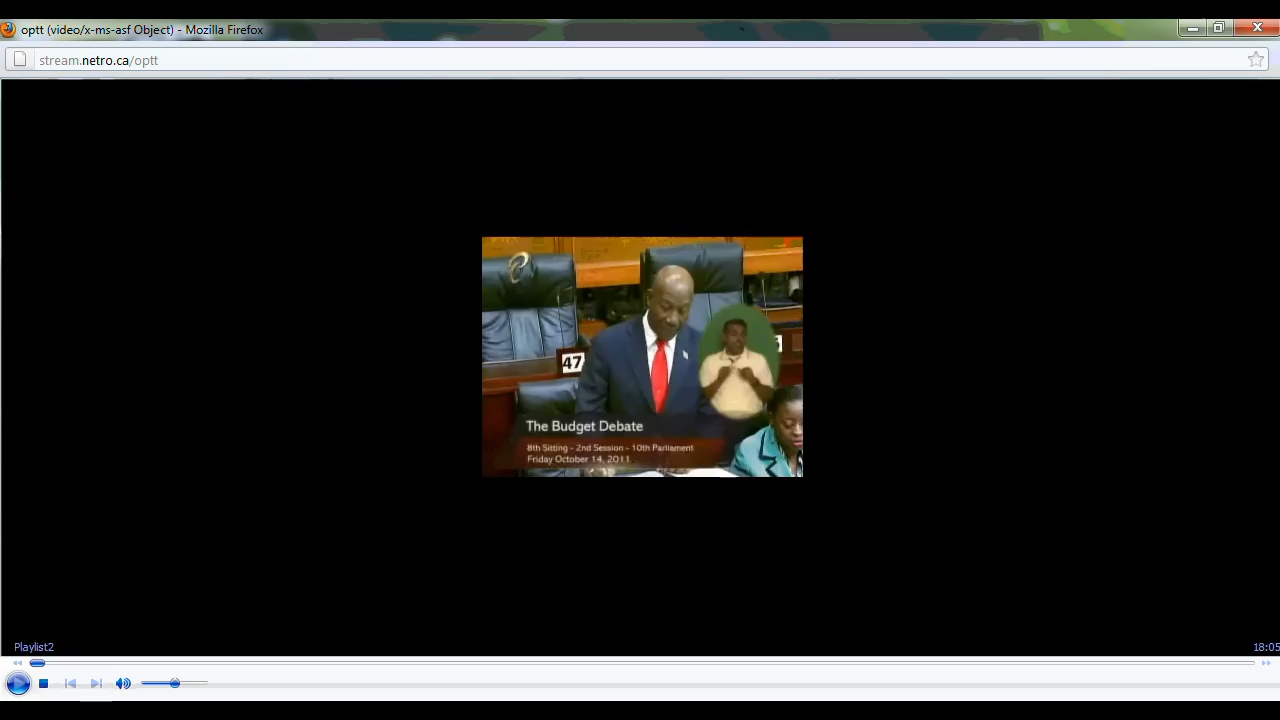 optt (video/x-ms-asf Object) - Mozilla Firefox
stream.netro.ca/optt
47
The Budget Debate
8th Sitting - 2nd Session - 10th Parliament
Friday October 14, 2011
Playlist2
18:05